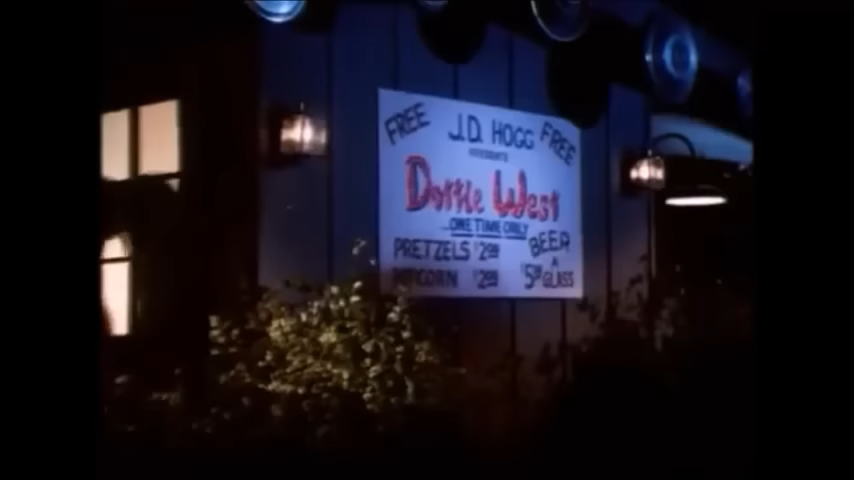 FREE J.D. HOGG FREE
PRESENTS
Dottie West
...ONE TIME ONLY
PRETZELS $2.00 BEER
A
POPCORN $2.00 $5.00 GLASS